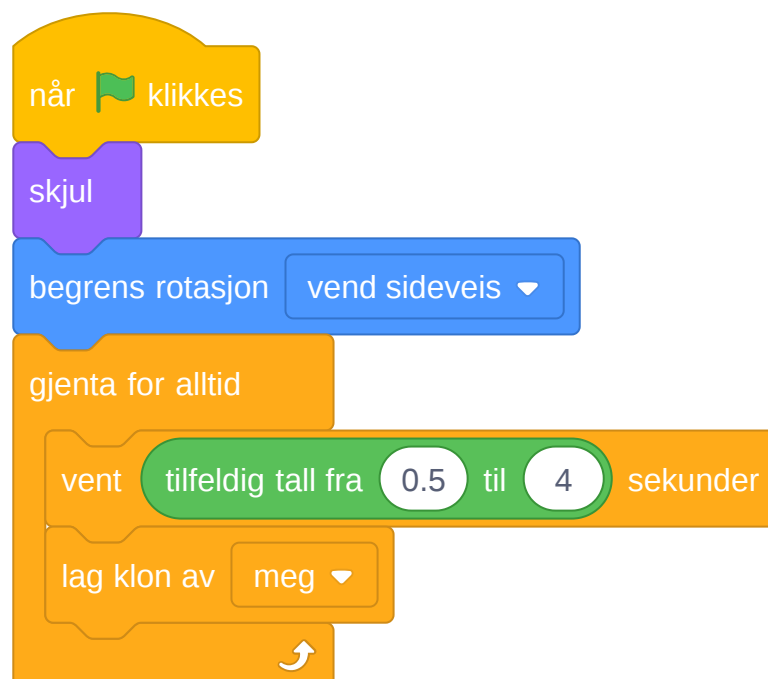 når klikkes
skjul
begrens rotasjon vend sideveis
gjenta for alltid
vent tilfeldig tall fra 0.5 til 4 sekunder
lag klon av meg